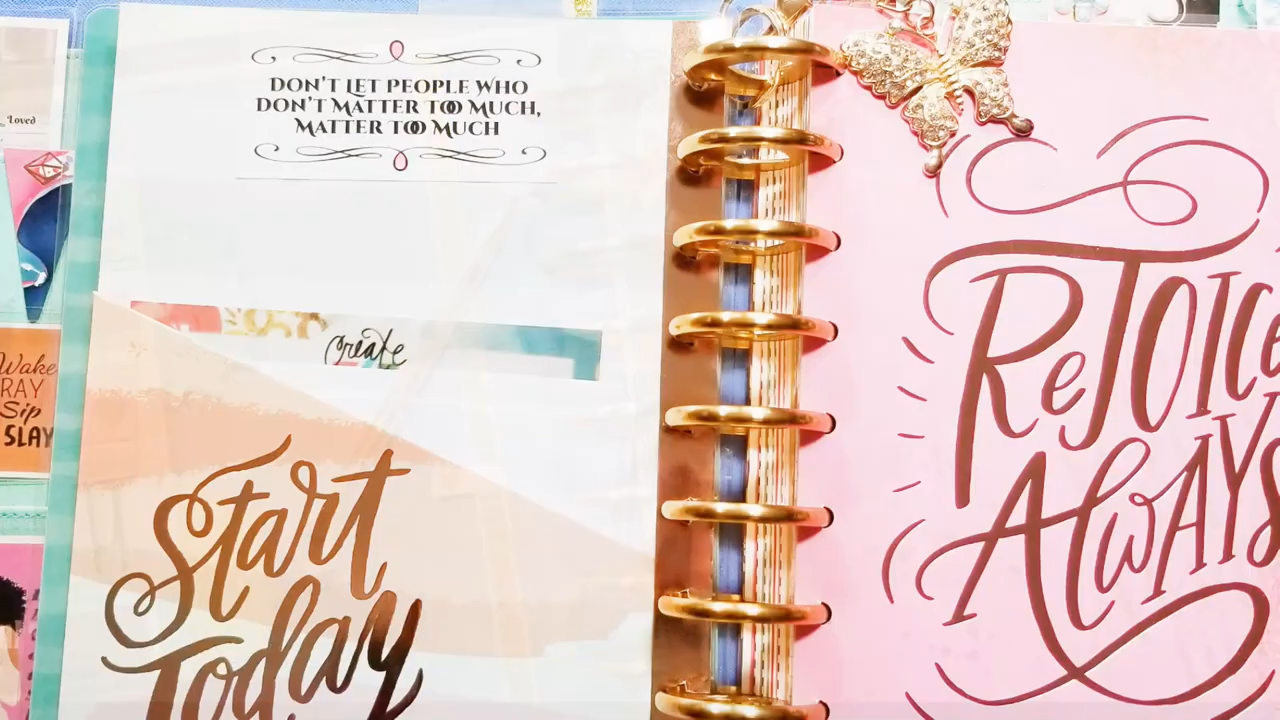 Loved
Wake
RAY
Sip
SLAY
DON'T LET PEOPLE WHO
DON'T MATTER TOO MUCH,
MATTER TOO MUCH
Create
Start
Today
REJOICE
ALWAYS